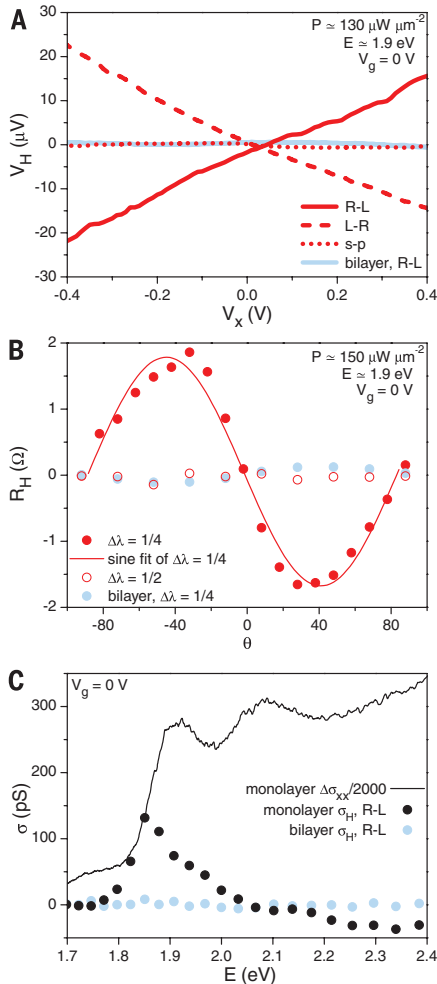 A
P ≃ 130 µW µm⁻²
E ≃ 1.9 eV
V_g = 0 V
30
20
10
0
-10
-20
-30
V_H (µV)
R-L
L-R
s-p
bilayer, R-L
-0.4 -0.2 0.0 0.2 0.4
V_x (V)
B
P ≃ 150 µW µm⁻²
E ≃ 1.9 eV
V_g = 0 V
2
1
0
-1
-2
R_H (Ω)
Δλ = 1/4
sine fit of Δλ = 1/4
Δλ = 1/2
bilayer, Δλ = 1/4
-80 -40 0 40 80
θ
C
V_g = 0 V
300
200
100
0
σ (pS)
monolayer Δσ_xx/2000
monolayer σ_H, R-L
bilayer σ_H, R-L
1.7 1.8 1.9 2.0 2.1 2.2 2.3 2.4
E (eV)